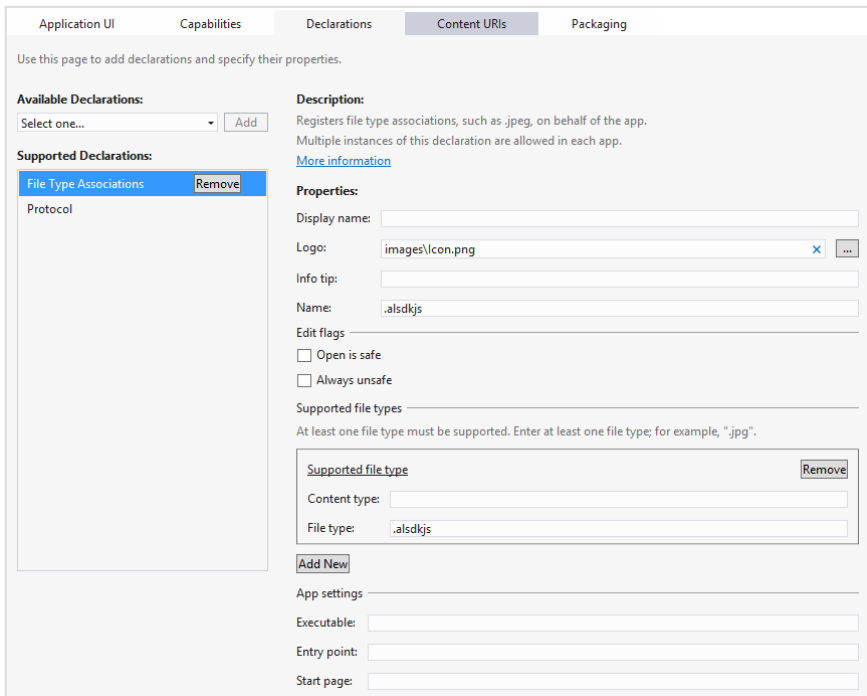 Application UI Capabilities Declarations Content URIs Packaging
Use this page to add declarations and specify their properties.
Available Declarations:
Select one...
Add
Supported Declarations:
File Type Associations
Remove
Protocol
Description:
Registers file type associations, such as .jpeg, on behalf of the app.
Multiple instances of this declaration are allowed in each app.
More information
Properties:
Display name:
Logo: images\Icon.png ✕ ...
Info tip:
Name: .alsdkjs
Edit flags
Open is safe
Always unsafe
Supported file types
At least one file type must be supported. Enter at least one file type; for example, ".jpg".
Supported file type Remove
Content type:
File type: .alsdkjs
Add New
App settings
Executable:
Entry point:
Start page: